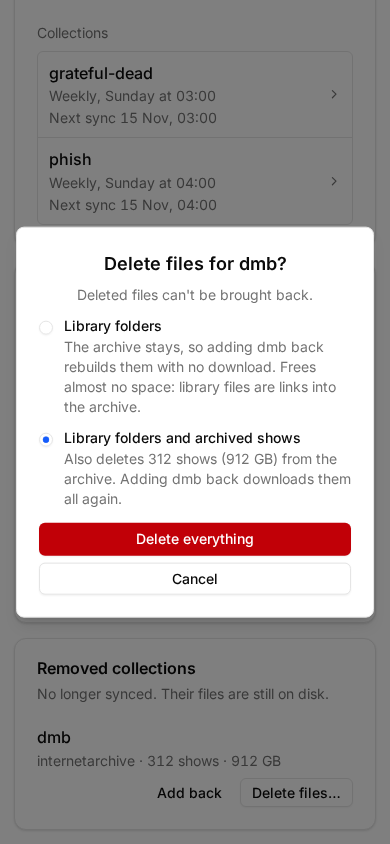 Collections
grateful-dead
Weekly, Sunday at 03:00
Next sync 15 Nov, 03:00
phish
Weekly, Sunday at 04:00
Next sync 15 Nov, 04:00
Delete files for dmb?
Deleted files can't be brought back.
Library folders
The archive stays, so adding dmb back
rebuilds them with no download. Frees
almost no space: library files are links into
the archive.
Library folders and archived shows
Also deletes 312 shows (912 GB) from the
archive. Adding dmb back downloads them
all again.
Delete everything
Cancel
Removed collections
No longer synced. Their files are still on disk.
dmb
internetarchive · 312 shows · 912 GB
Add back
Delete files...